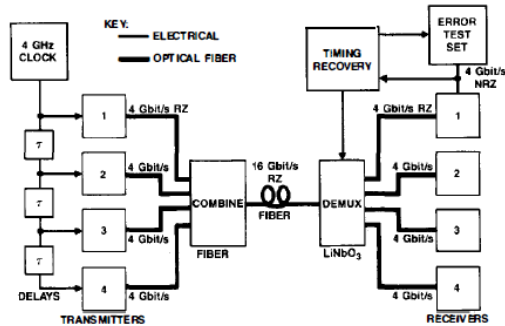 KEY:
ELECTRICAL
OPTICAL FIBER
4 GHz
CLOCK
TIMING
RECOVERY
ERROR
TEST
SET
4 Gbit/s
NRZ
4 Gbit/s RZ
4 Gbit/s RZ
τ
1
1
4 Gbit/s
4 Gbit/s
2
2
16 Gbit/s
RZ
τ
COMBINE
FIBER
DEMUX
4 Gbit/s
4 Gbit/s
3
3
FIBER
LiNbO3
τ
4 Gbit/s
4 Gbit/s
4
4
DELAYS
TRANSMITTERS
RECEIVERS